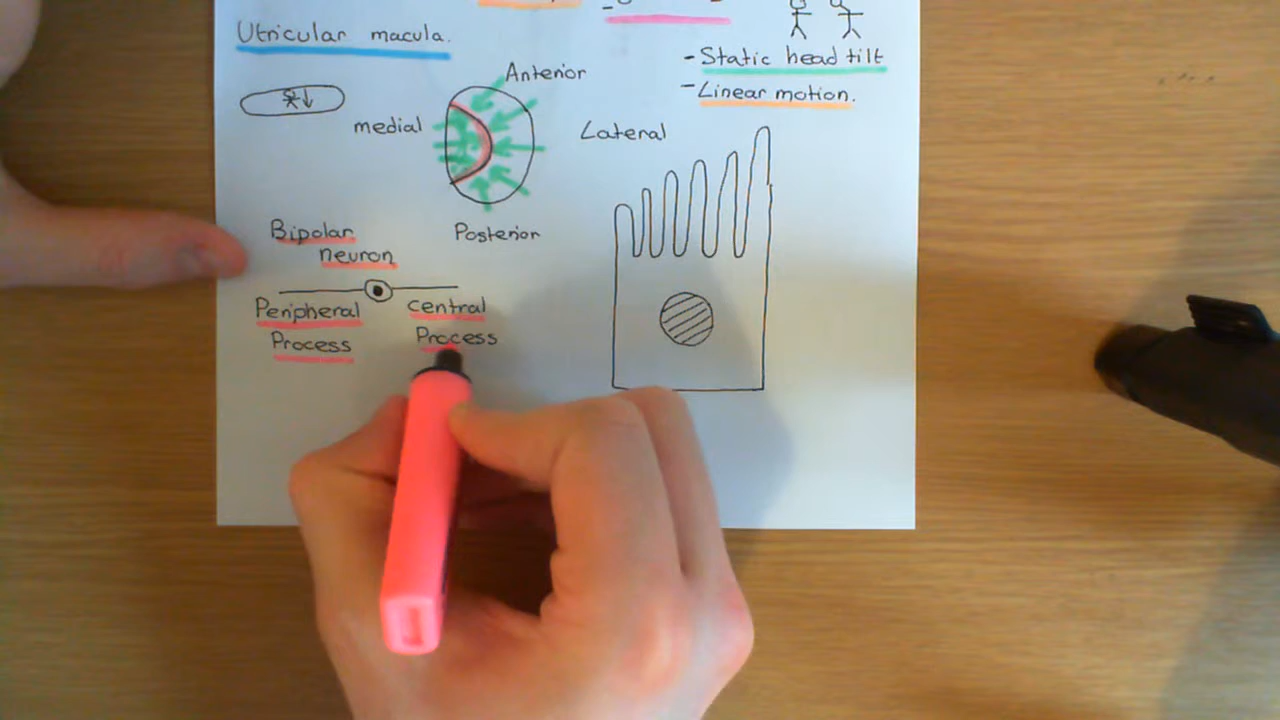 Utricular macula.
- Static head tilt
- Linear motion.
Anterior
medial
Lateral
Bipolar
neuron
Posterior
Peripheral
Process
central
Process